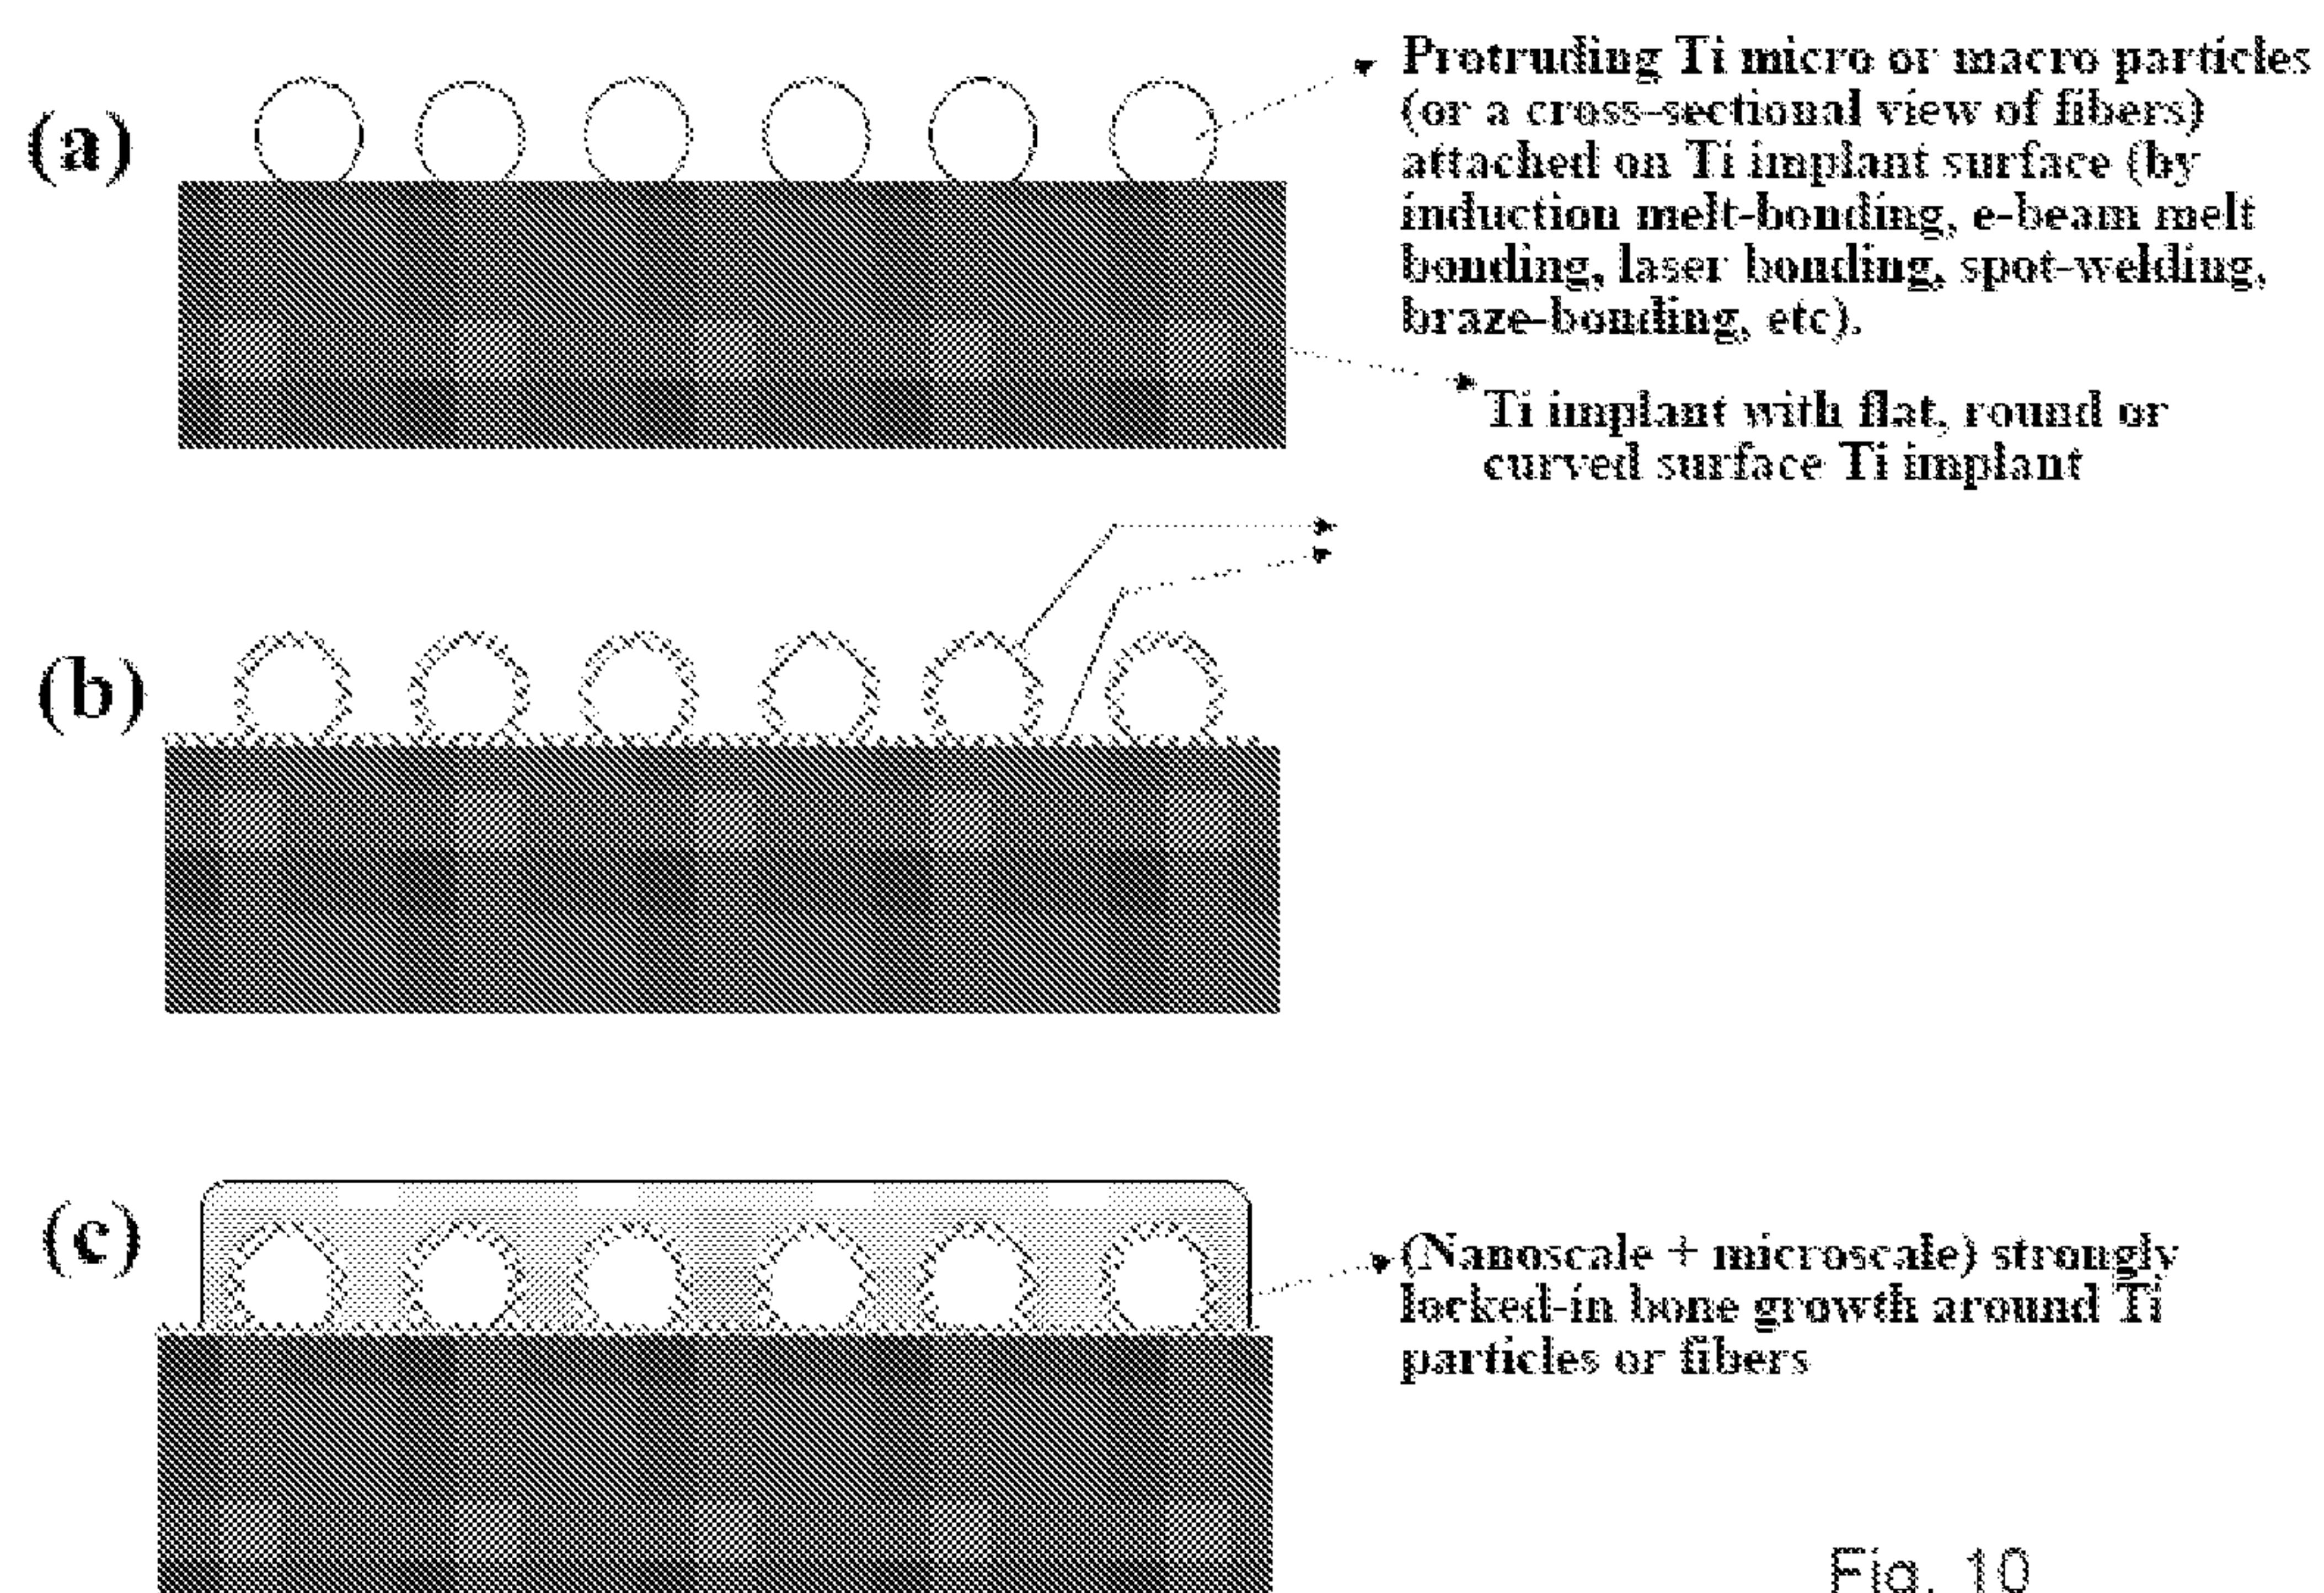 (a)
Protruding Ti micro or macro particles
(or a cross-sectional view of fibers)
attached on Ti implant surface (by
induction melt-bonding, e-beam melt
bonding, laser bonding, spot-welding,
braze-bonding, etc).
Ti implant with flat, round or
curved surface Ti implant
(b)
(c)
(Nanoscale + microscale) strongly
locked-in bone growth around Ti
particles or fibers
Fig. 10